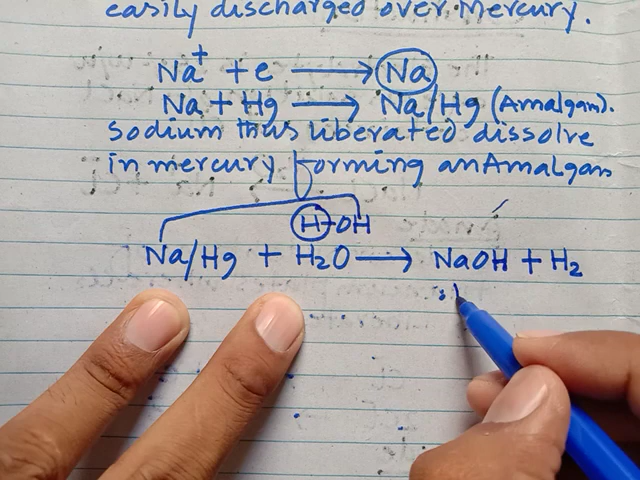 easily discharged over Mercury.
Na⁺ + e ⟶ Na
Na + Hg ⟶ Na/Hg (Amalgam).
sodium thus liberated dissolve
in mercury forming an Amalgam
H-OH
Na/Hg + H2O ⟶ NaOH + H2